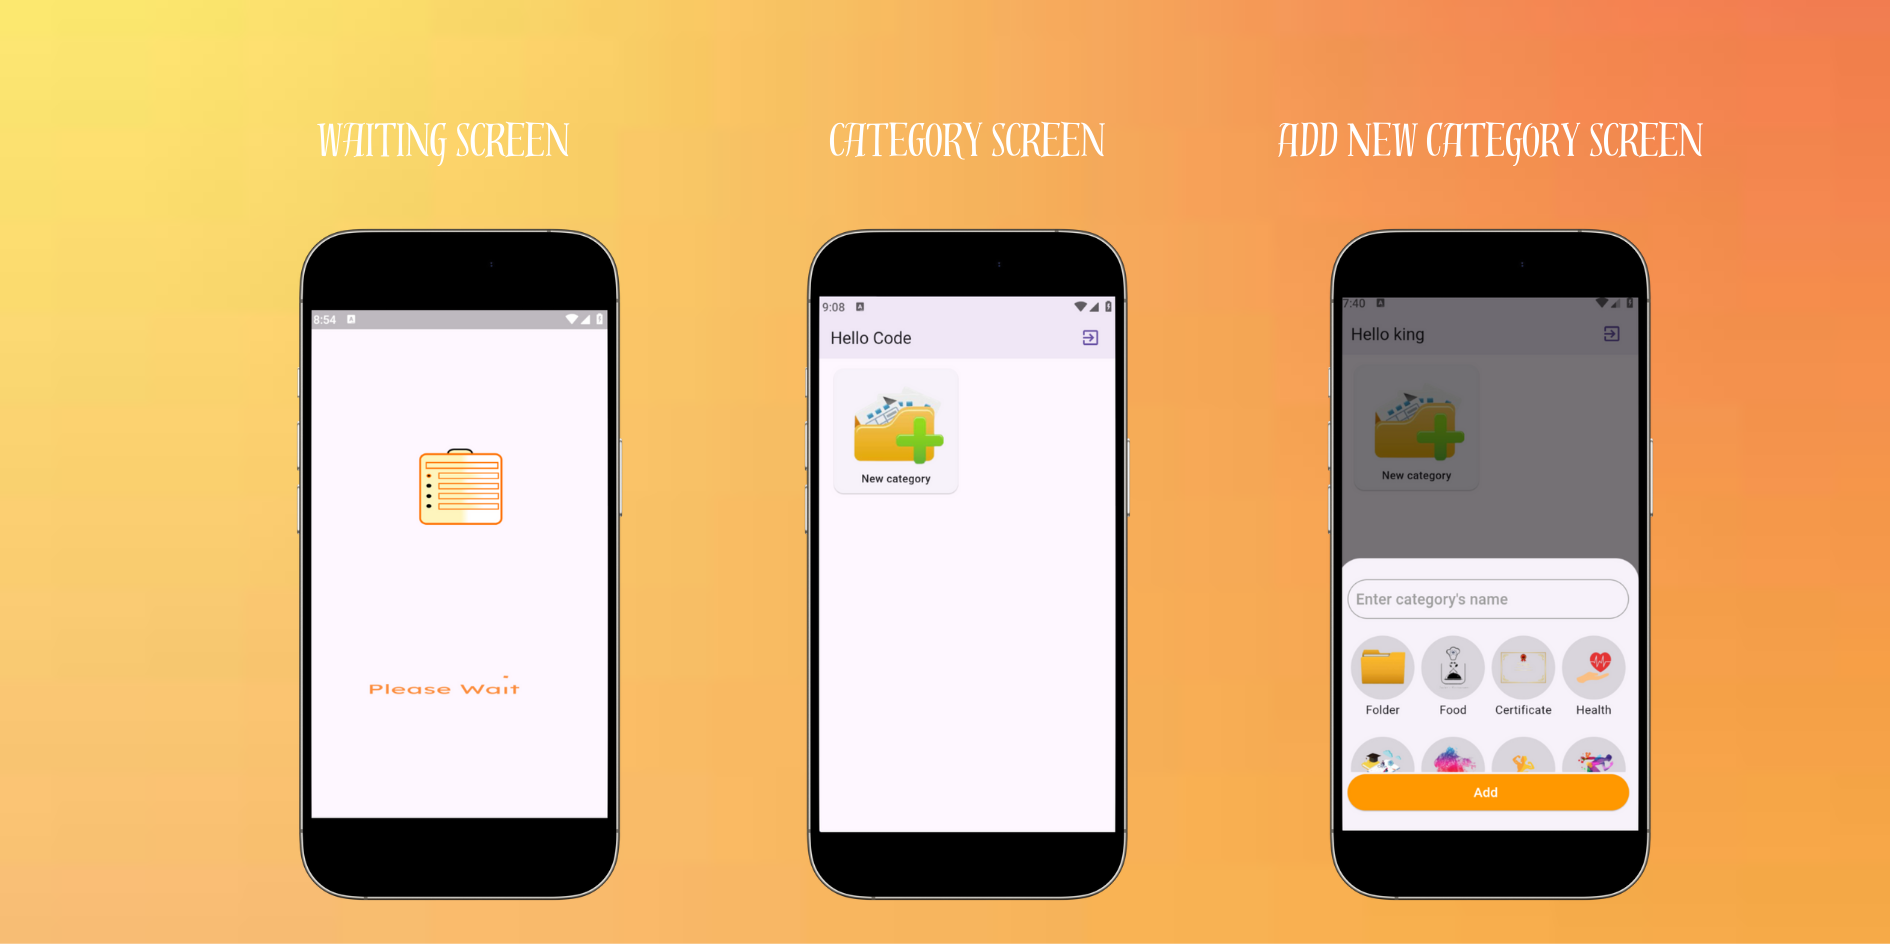 WAITING SCREEN
CATEGORY SCREEN
ADD NEW CATEGORY SCREEN
8:54
Please Wait
9:08
Hello Code
New category
7:40
Hello king
New category
Enter category's name
Folder
Food
Certificate
Health
Add